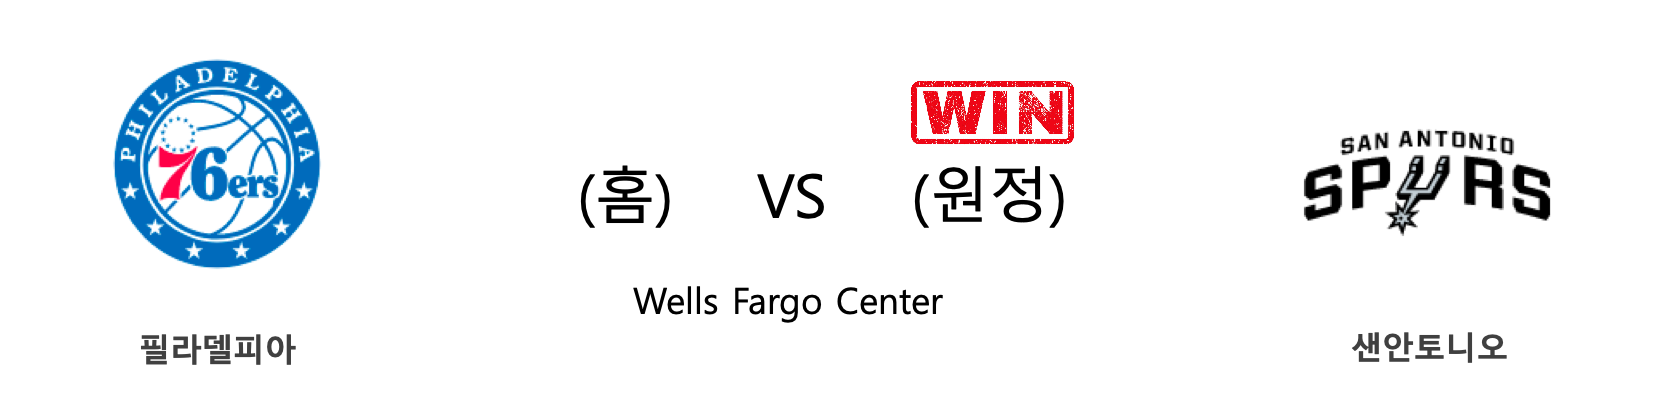 PHILADELPHIA
76ers
필라델피아
WIN
(홈) VS (원정)
Wells Fargo Center
SAN ANTONIO
SPURS
샌안토니오